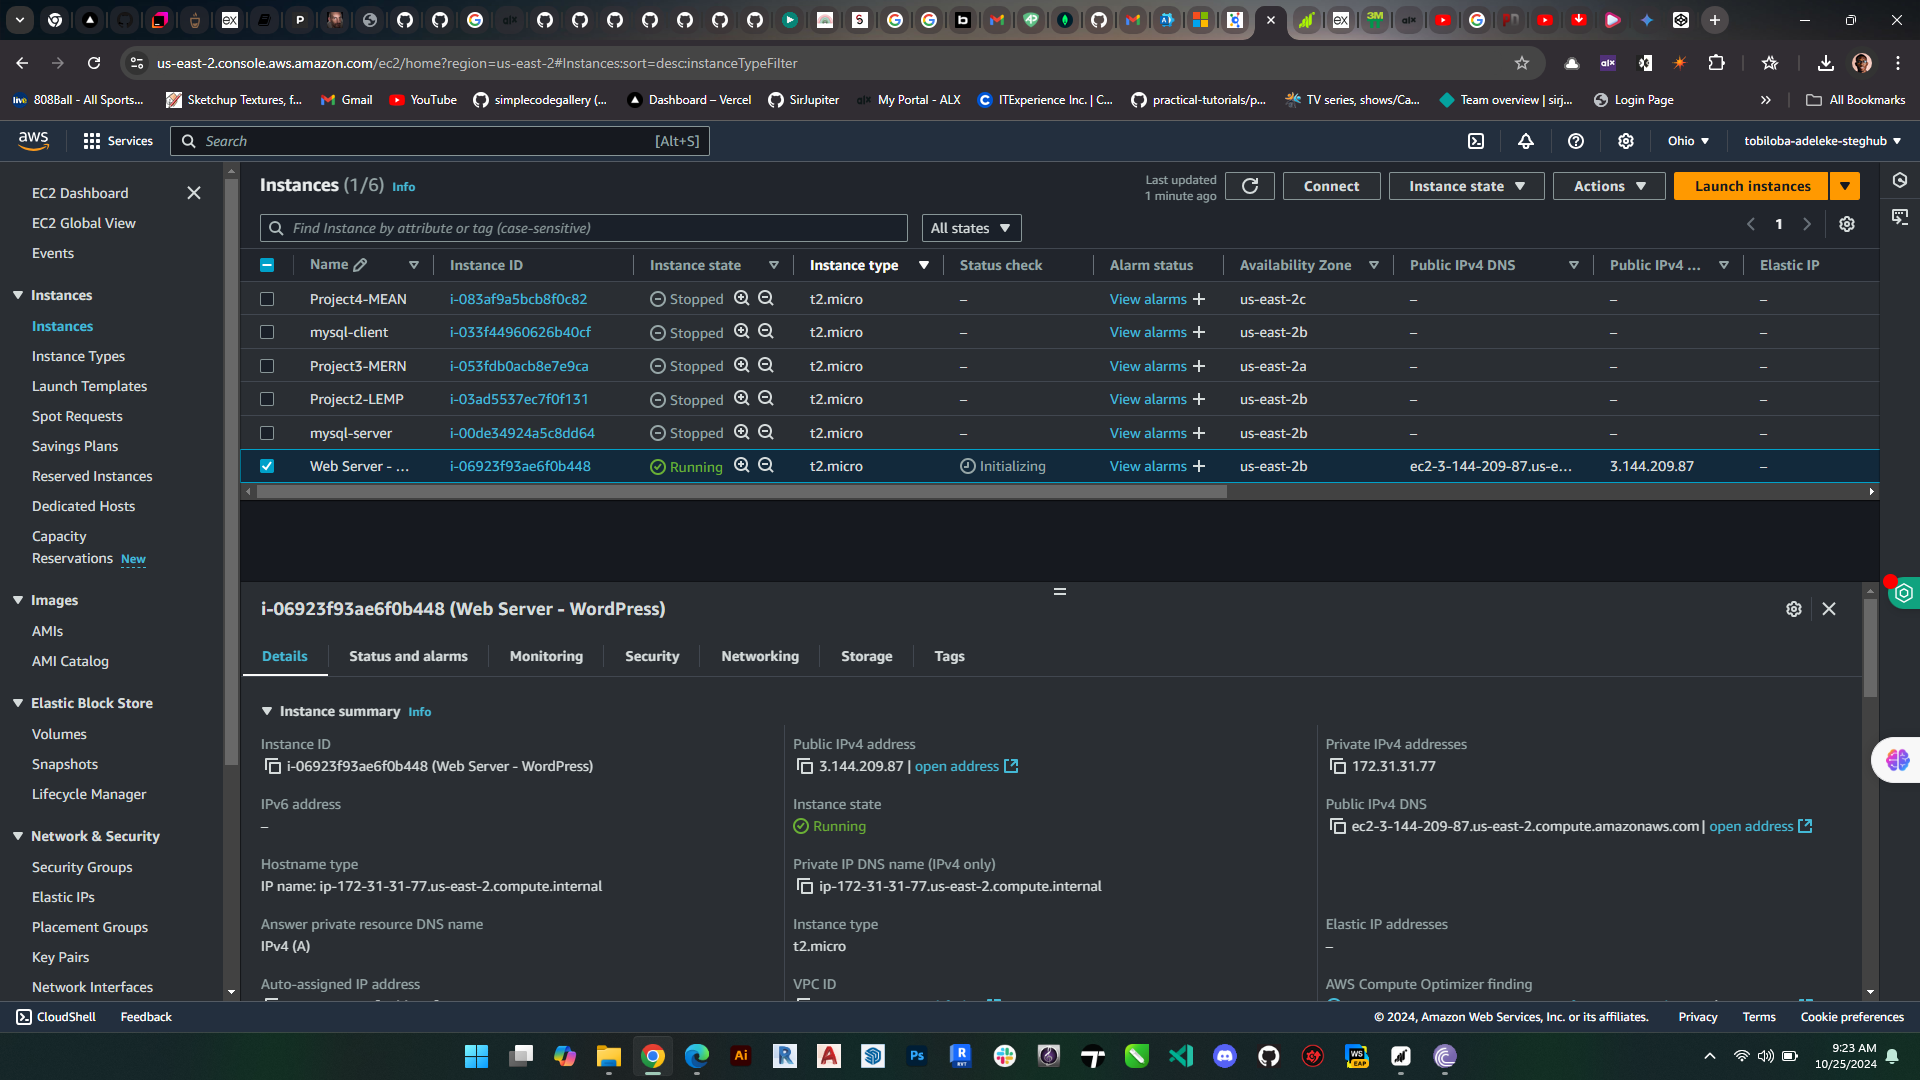 us-east-2.console.aws.amazon.com/ec2/home?region=us-east-2#Instances:sort=desc:instanceTypeFilter
808Ball - All Sports... Sketchup Textures, f... Gmail YouTube simplecodegallery (... Dashboard – Vercel SirJupiter My Portal - ALX ITExperience Inc. | C... practical-tutorials/p... TV series, shows/Ca... Team overview | sirj... Login Page » All Bookmarks
aws Services Search [Alt+S] Ohio tobiloba-adeleke-steghub
EC2 Dashboard
EC2 Global View
Events
Instances
Instances
Instance Types
Launch Templates
Spot Requests
Savings Plans
Reserved Instances
Dedicated Hosts
Capacity
Reservations New
Images
AMIs
AMI Catalog
Elastic Block Store
Volumes
Snapshots
Lifecycle Manager
Network & Security
Security Groups
Elastic IPs
Placement Groups
Key Pairs
Network Interfaces
Instances (1/6) Info
Last updated
1 minute ago
Connect Instance state Actions Launch instances
Find Instance by attribute or tag (case-sensitive) All states 1
Name Instance ID Instance state Instance type Status check Alarm status Availability Zone Public IPv4 DNS Public IPv4 ... Elastic IP
Project4-MEAN i-083af9a5bcb8f0c82 Stopped t2.micro – View alarms + us-east-2c – – –
mysql-client i-033f44960626b40cf Stopped t2.micro – View alarms + us-east-2b – – –
Project3-MERN i-053fdb0acb8e7e9ca Stopped t2.micro – View alarms + us-east-2a – – –
Project2-LEMP i-03ad5537ec7f0f131 Stopped t2.micro – View alarms + us-east-2b – – –
mysql-server i-00de34924a5c8dd64 Stopped t2.micro – View alarms + us-east-2b – – –
Web Server - ... i-06923f93ae6f0b448 Running t2.micro Initializing View alarms + us-east-2b ec2-3-144-209-87.us-e... 3.144.209.87 –
i-06923f93ae6f0b448 (Web Server - WordPress)
Details Status and alarms Monitoring Security Networking Storage Tags
Instance summary Info
Instance ID
i-06923f93ae6f0b448 (Web Server - WordPress)
Public IPv4 address
3.144.209.87 | open address
Private IPv4 addresses
172.31.31.77
IPv6 address
–
Instance state
Running
Public IPv4 DNS
ec2-3-144-209-87.us-east-2.compute.amazonaws.com | open address
Hostname type
IP name: ip-172-31-31-77.us-east-2.compute.internal
Private IP DNS name (IPv4 only)
ip-172-31-31-77.us-east-2.compute.internal
Answer private resource DNS name
IPv4 (A)
Instance type
t2.micro
Elastic IP addresses
–
Auto-assigned IP address
VPC ID
AWS Compute Optimizer finding
CloudShell Feedback © 2024, Amazon Web Services, Inc. or its affiliates. Privacy Terms Cookie preferences
9:23 AM
10/25/2024